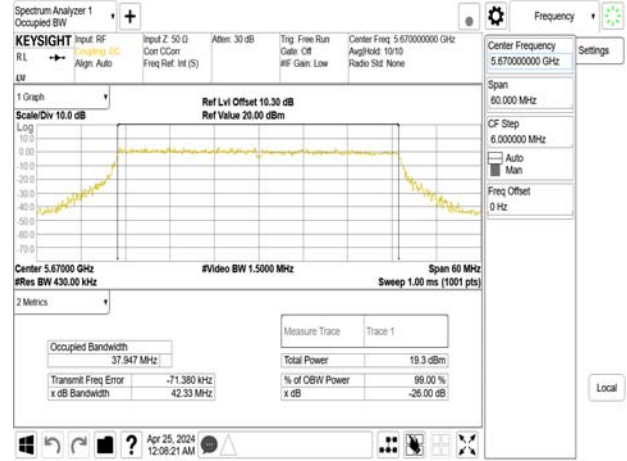 Spectrum Analyzer 1
Occupied BW
Frequency
KEYSIGHT
Input: RF
Coupling: DC
Align: Auto
Input Z: 50 Ω
Corr CCorr
Freq Ref: Int (S)
Atten: 30 dB
Trig: Free Run
Gate: Off
#IF Gain: Low
Center Freq: 5.670000000 GHz
Avg|Hold: 10/10
Radio Std: None
RL
LVI
Center Frequency
5.670000000 GHz
Settings
Span
60.000 MHz
CF Step
6.000000 MHz
Auto
Man
Freq Offset
0 Hz
1 Graph
Scale/Div 10.0 dB
Ref Lvl Offset 10.30 dB
Ref Value 20.00 dBm
Log
10.0
0.00
-10.0
-20.0
-30.0
-40.0
-50.0
-60.0
-70.0
Center 5.67000 GHz
#Video BW 1.5000 MHz
Span 60 MHz
#Res BW 430.00 kHz
Sweep 1.00 ms (1001 pts)
2 Metrics
Measure Trace
Trace 1
Occupied Bandwidth
37.947 MHz
Total Power
19.3 dBm
Transmit Freq Error
-71.380 kHz
% of OBW Power
99.00 %
x dB Bandwidth
42.33 MHz
x dB
-26.00 dB
Local
Apr 25, 2024
12:08:21 AM